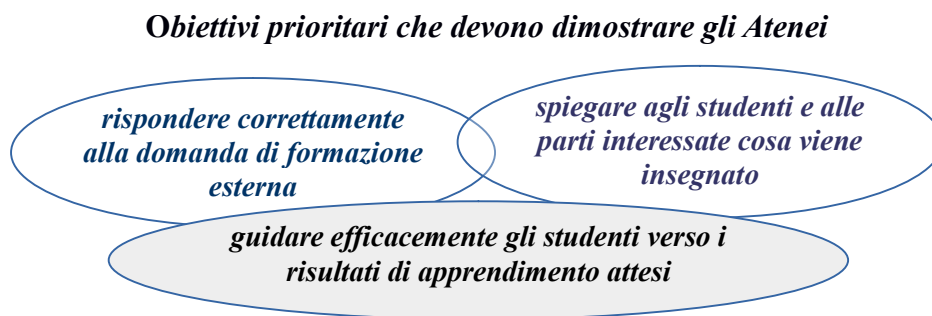 Obiettivi prioritari che devono dimostrare gli Atenei
rispondere correttamente
alla domanda di formazione
esterna
spiegare agli studenti e alle
parti interessate cosa viene
insegnato
guidare efficacemente gli studenti verso i
risultati di apprendimento attesi